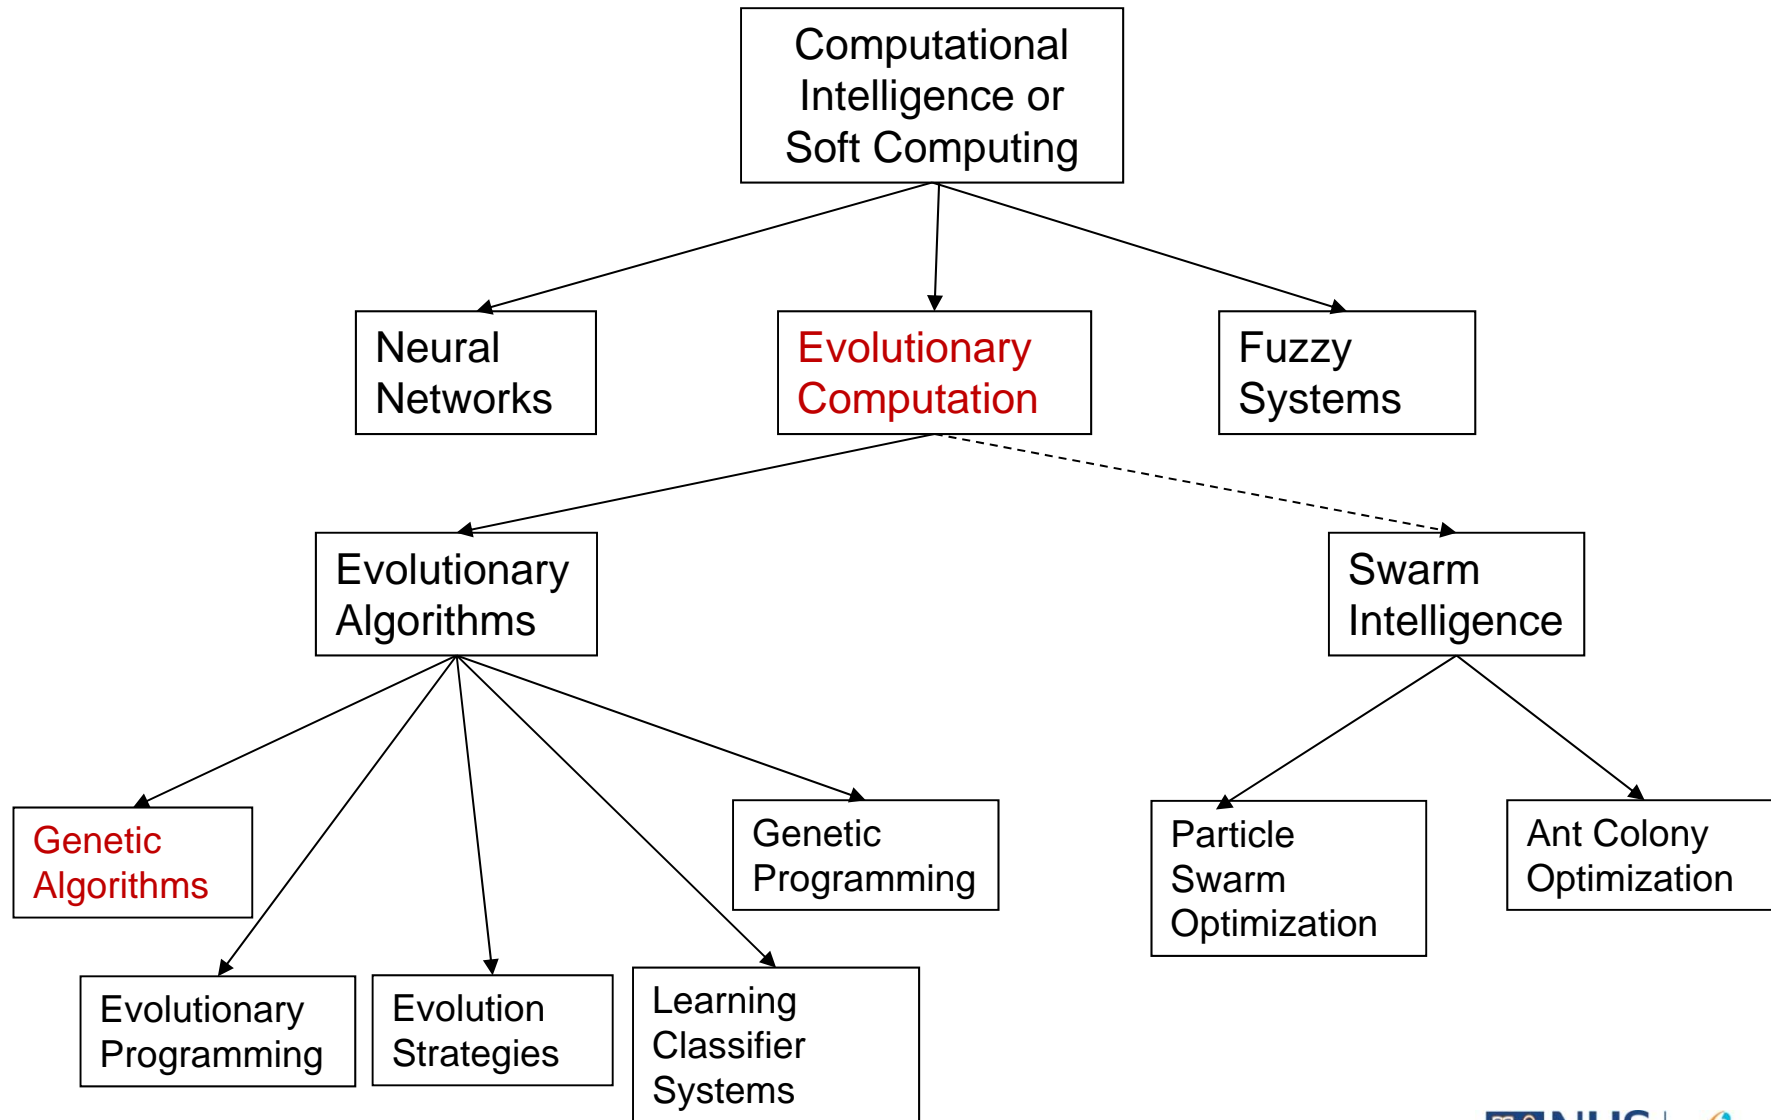 Computational
Intelligence or
Soft Computing
Neural
Networks
Evolutionary
Computation
Fuzzy
Systems
Evolutionary
Algorithms
Swarm
Intelligence
Genetic
Algorithms
Genetic
Programming
Particle
Swarm
Optimization
Ant Colony
Optimization
Evolutionary
Programming
Evolution
Strategies
Learning
Classifier
Systems
NUS